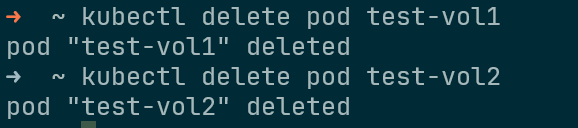 ➜  ~ kubectl delete pod test-vol1
pod "test-vol1" deleted
➜  ~ kubectl delete pod test-vol2
pod "test-vol2" deleted